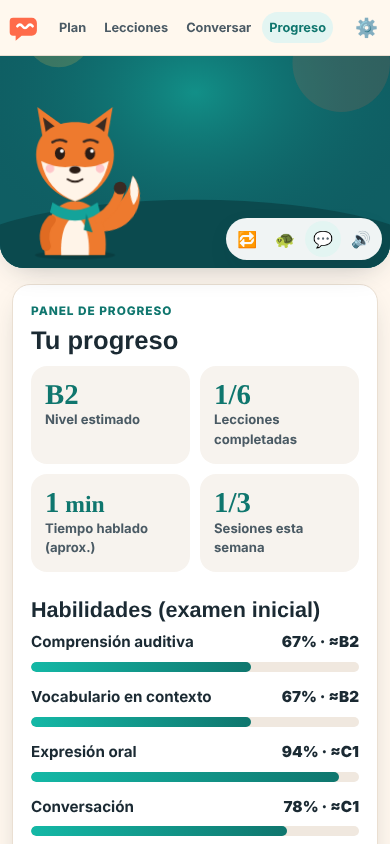 Plan Lecciones Conversar Progreso
PANEL DE PROGRESO
Tu progreso
B2
Nivel estimado
1/6
Lecciones
completadas
1 min
Tiempo hablado
(aprox.)
1/3
Sesiones esta
semana
Habilidades (examen inicial)
Comprensión auditiva 67% · ≈B2
Vocabulario en contexto 67% · ≈B2
Expresión oral 94% · ≈C1
Conversación 78% · ≈C1